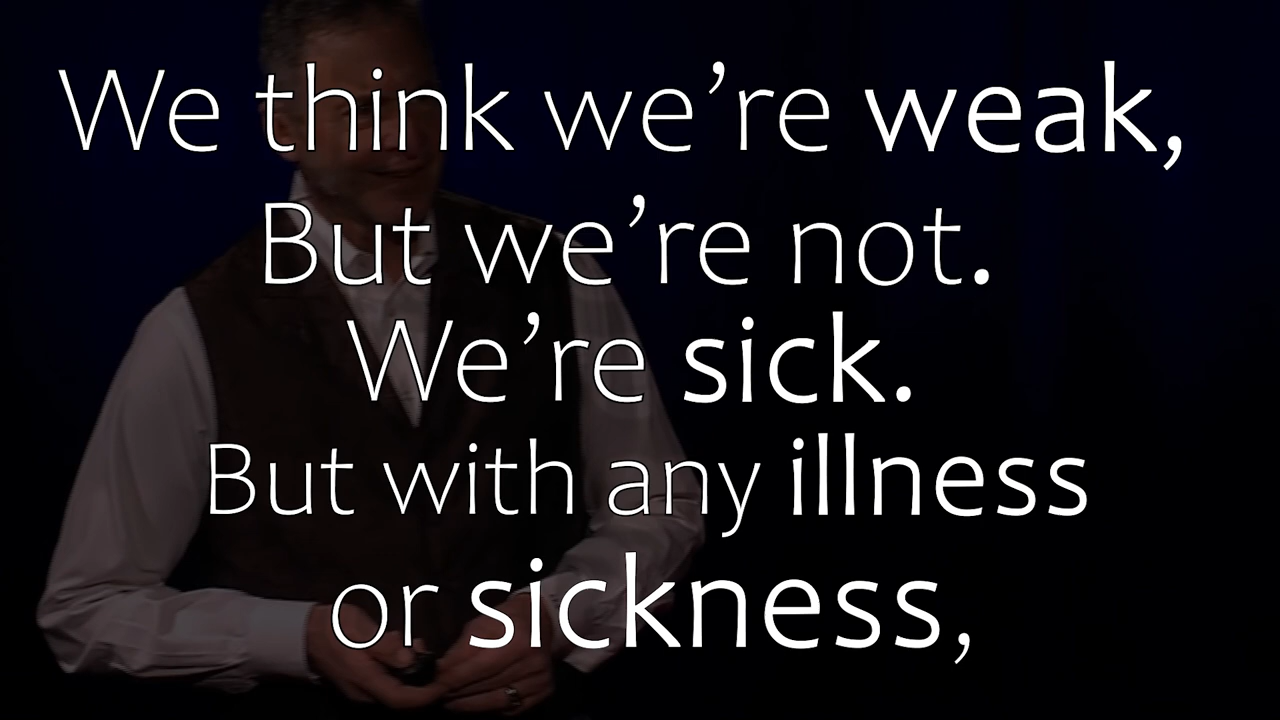 We think we’re weak,
But we’re not.
We’re sick.
But with any illness
or sickness,